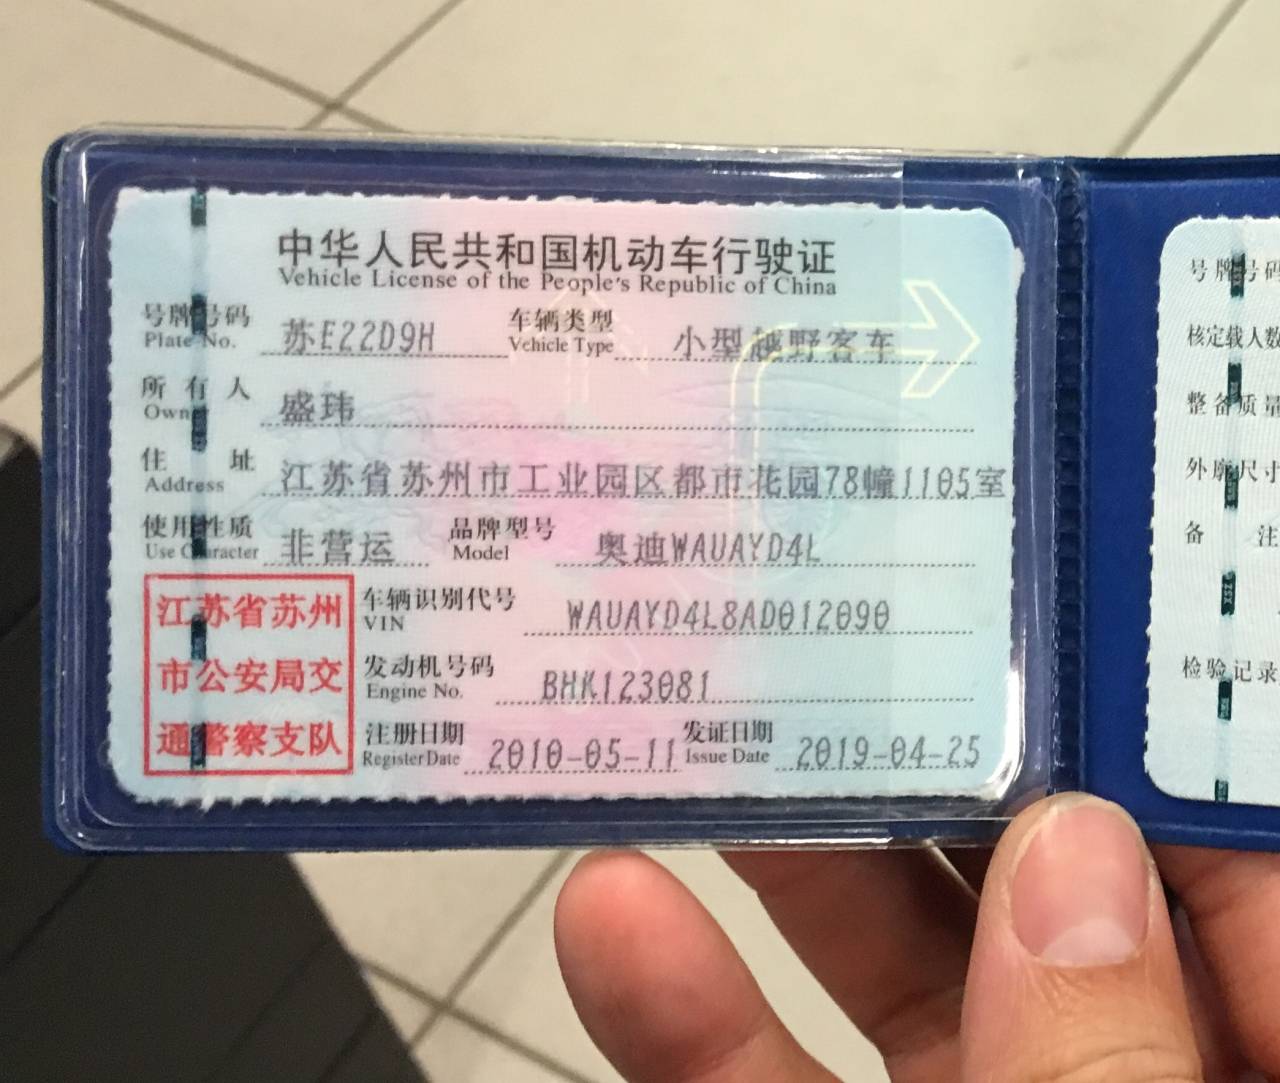 中华人民共和国机动车行驶证
Vehicle License of the People's Republic of China
号牌号码 苏E22D9H 车辆类型 小型越野客车
Plate No. Vehicle Type
所有人 盛玮
Owner
住址 江苏省苏州市工业园区都市花园78幢1105室
Address
使用性质 非营运 品牌型号 奥迪WAUAYD4L
Use Character Model
江苏省苏州
市公安局交
通警察支队
车辆识别代号 WAUAYD4L8AD012090
VIN
发动机号码 BHK123081
Engine No.
注册日期 2010-05-11 发证日期 2019-04-25
Register Date Issue Date
号牌号码
核定载人数
整备质量
外廓尺寸
备注
检验记录